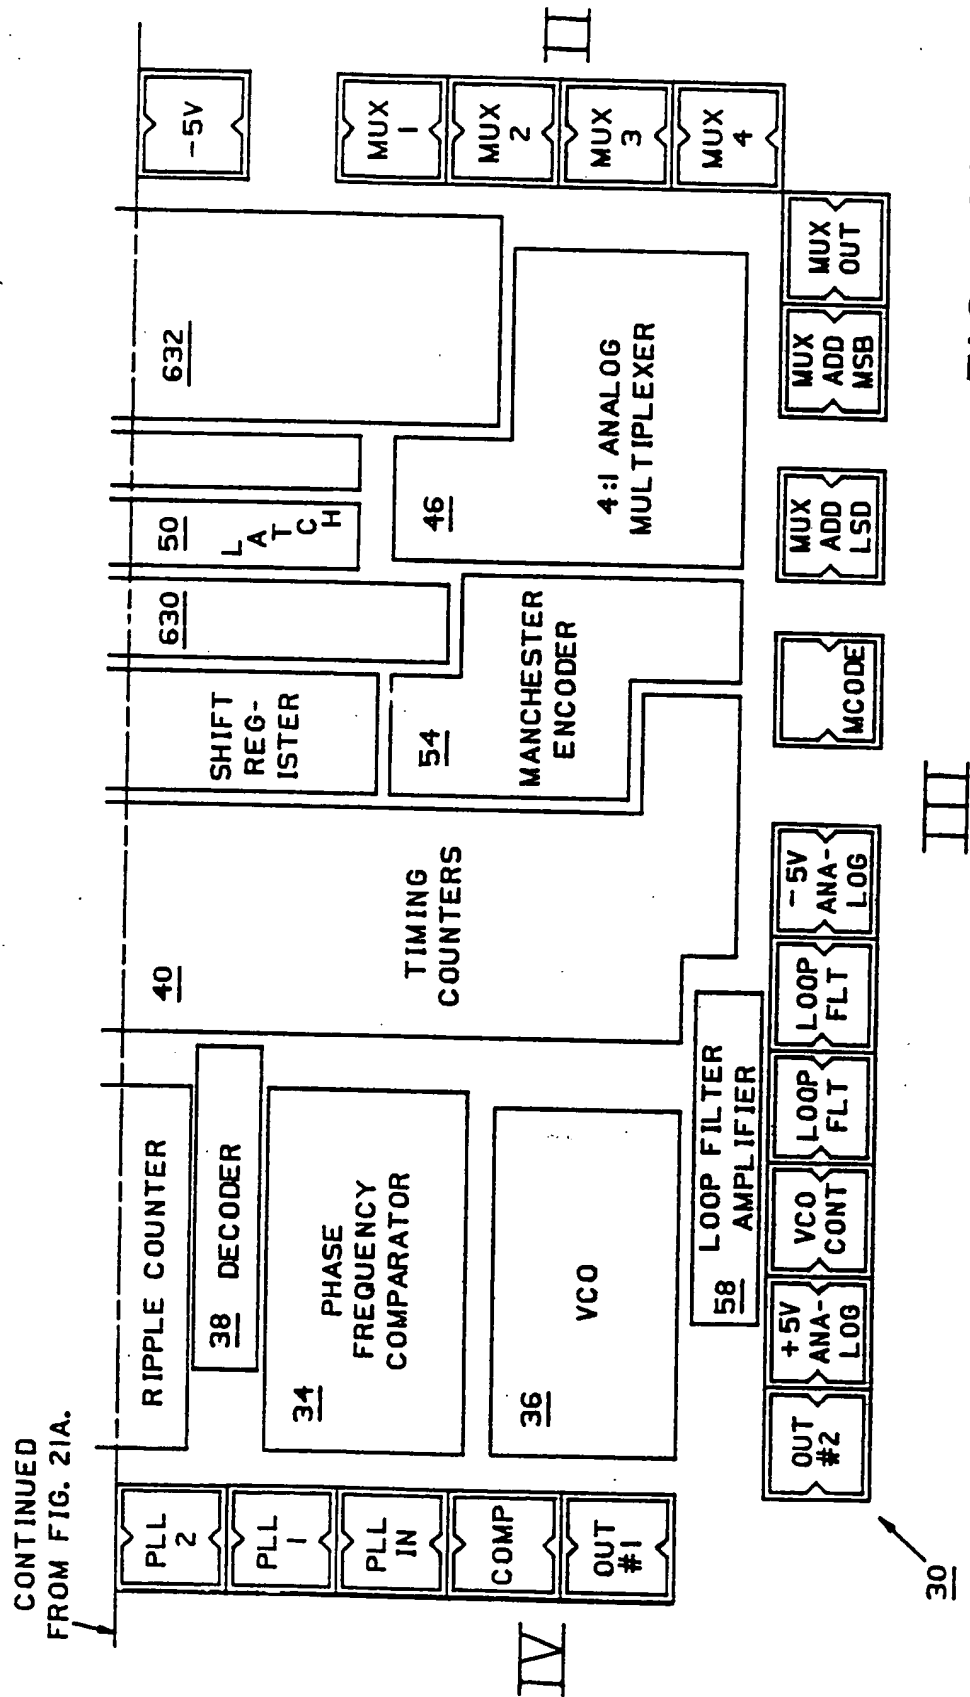 CONTINUED
FROM FIG. 21A.
RIPPLE COUNTER
38 DECODER
34
PHASE
FREQUENCY
COMPARATOR
36
VCO
58
LOOP FILTER
AMPLIFIER
40
TIMING
COUNTERS
SHIFT
REG-
ISTER
630
50
LATCH
632
54
MANCHESTER
ENCODER
46
4:1 ANALOG
MULTIPLEXER
-5V
MUX
1
MUX
2
MUX
3
MUX
4
II
PLL
2
PLL
1
PLL
IN
COMP
OUT
#1
IV
OUT
#2
+5V
ANA-
LOG
VCO
CONT
LOOP
FLT
LOOP
FLT
-5V
ANA-
LOG
MCODE
MUX
ADD
LSD
MUX
ADD
MSB
MUX
OUT
III
30